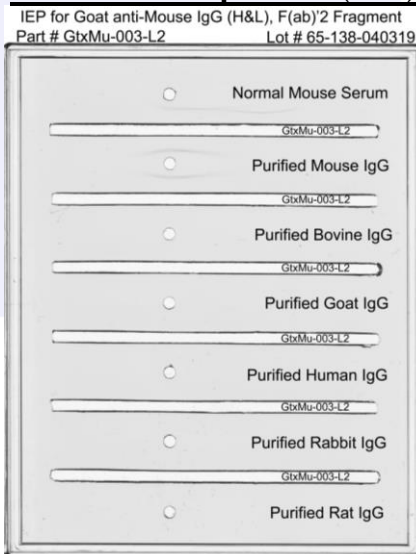 IEP for Goat anti-Mouse IgG (H&L), F(ab)'2 Fragment
Part # GtxMu-003-L2 Lot # 65-138-040319
Normal Mouse Serum
GtxMu-003-L2
Purified Mouse IgG
GtxMu-003-L2
Purified Bovine IgG
GtxMu-003-L2
Purified Goat IgG
GtxMu-003-L2
Purified Human IgG
GtxMu-003-L2
Purified Rabbit IgG
GtxMu-003-L2
Purified Rat IgG